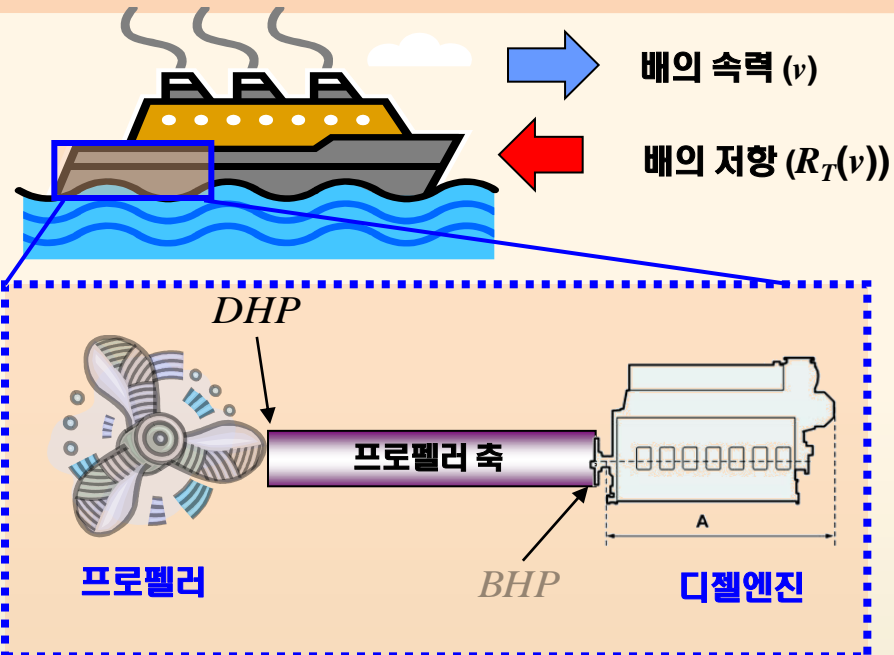 배의 속력 (v)
배의 저항 (R_T(v))
DHP
프로펠러 축
A
프로펠러
BHP
디젤엔진